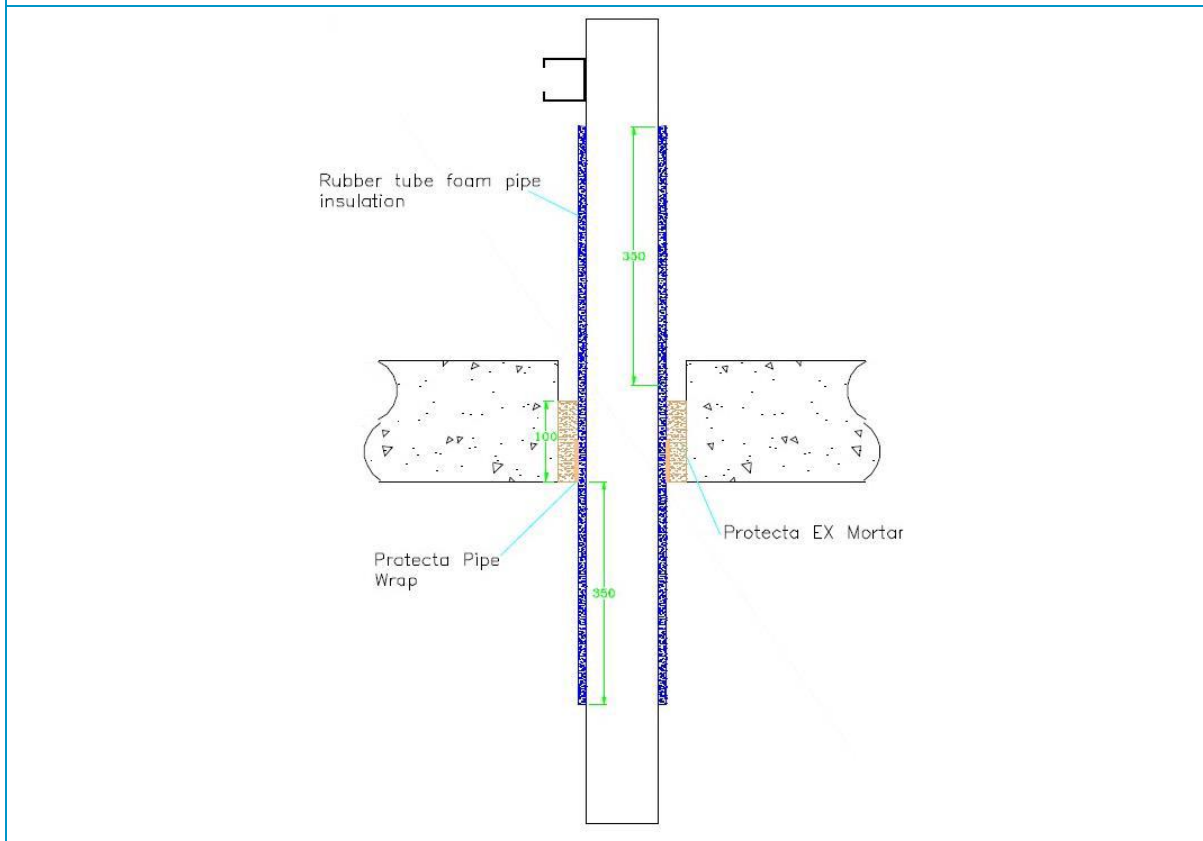 Rubber tube foam pipe
insulation
350
100
Protecta EX Mortar
Protecta Pipe
Wrap
350